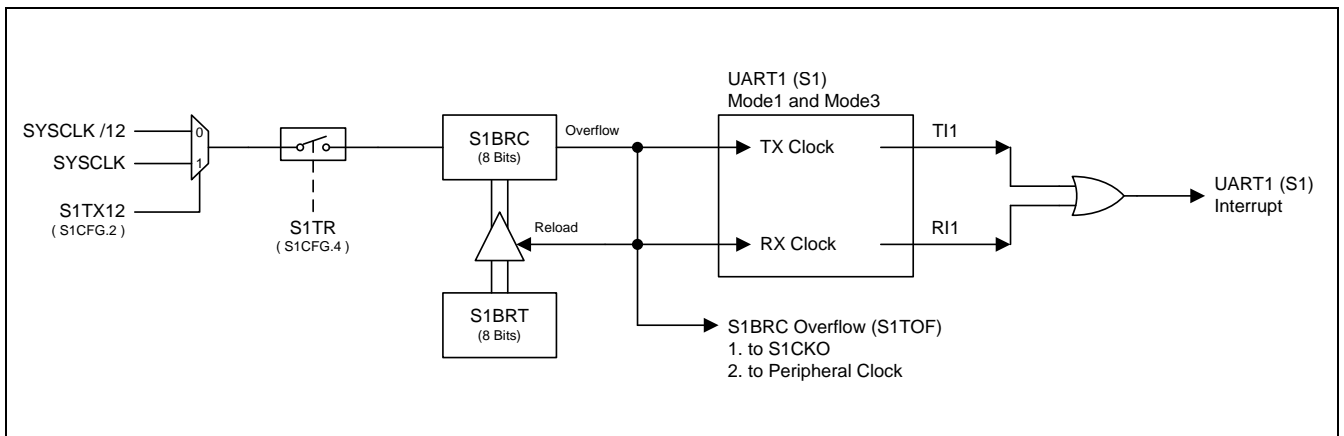 SYSCLK /12
SYSCLK
S1TX12
( S1CFG.2 )
0
1
S1TR
( S1CFG.4 )
S1BRC
(8 Bits)
Overflow
Reload
S1BRT
(8 Bits)
UART1 (S1)
Mode1 and Mode3
TX Clock
RX Clock
TI1
RI1
UART1 (S1)
Interrupt
S1BRC Overflow (S1TOF)
1. to S1CKO
2. to Peripheral Clock